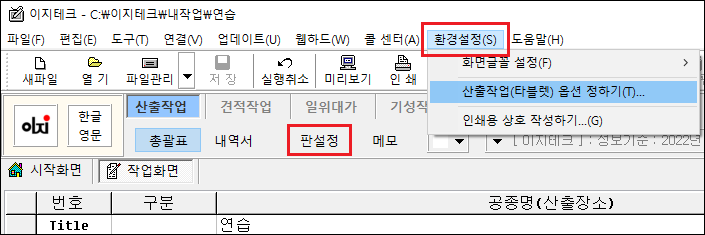 이지테크 - C:₩이지테크₩내작업₩연습
파일(F) 편집(E) 도구(T) 연결(V) 업데이트(U) 웹하드(W) 콜 센터(A) 환경설정(S) 도움말(H)
새파일 열 기 파일관리 저 장 실행취소 미리보기 인 쇄
화면글꼴 설정(F)
산출작업(타블렛) 옵션 정하기(T)...
인쇄용 상호 작성하기...(G)
이지 한글 영문
산출작업 견적작업 일위대가 기성작
총괄표 내역서 판설정 메모
[ 이지테크 ] : 정보기준 : 2022년
시작화면 작업화면
번호 구분 공종명(산출장소)
Title 연습